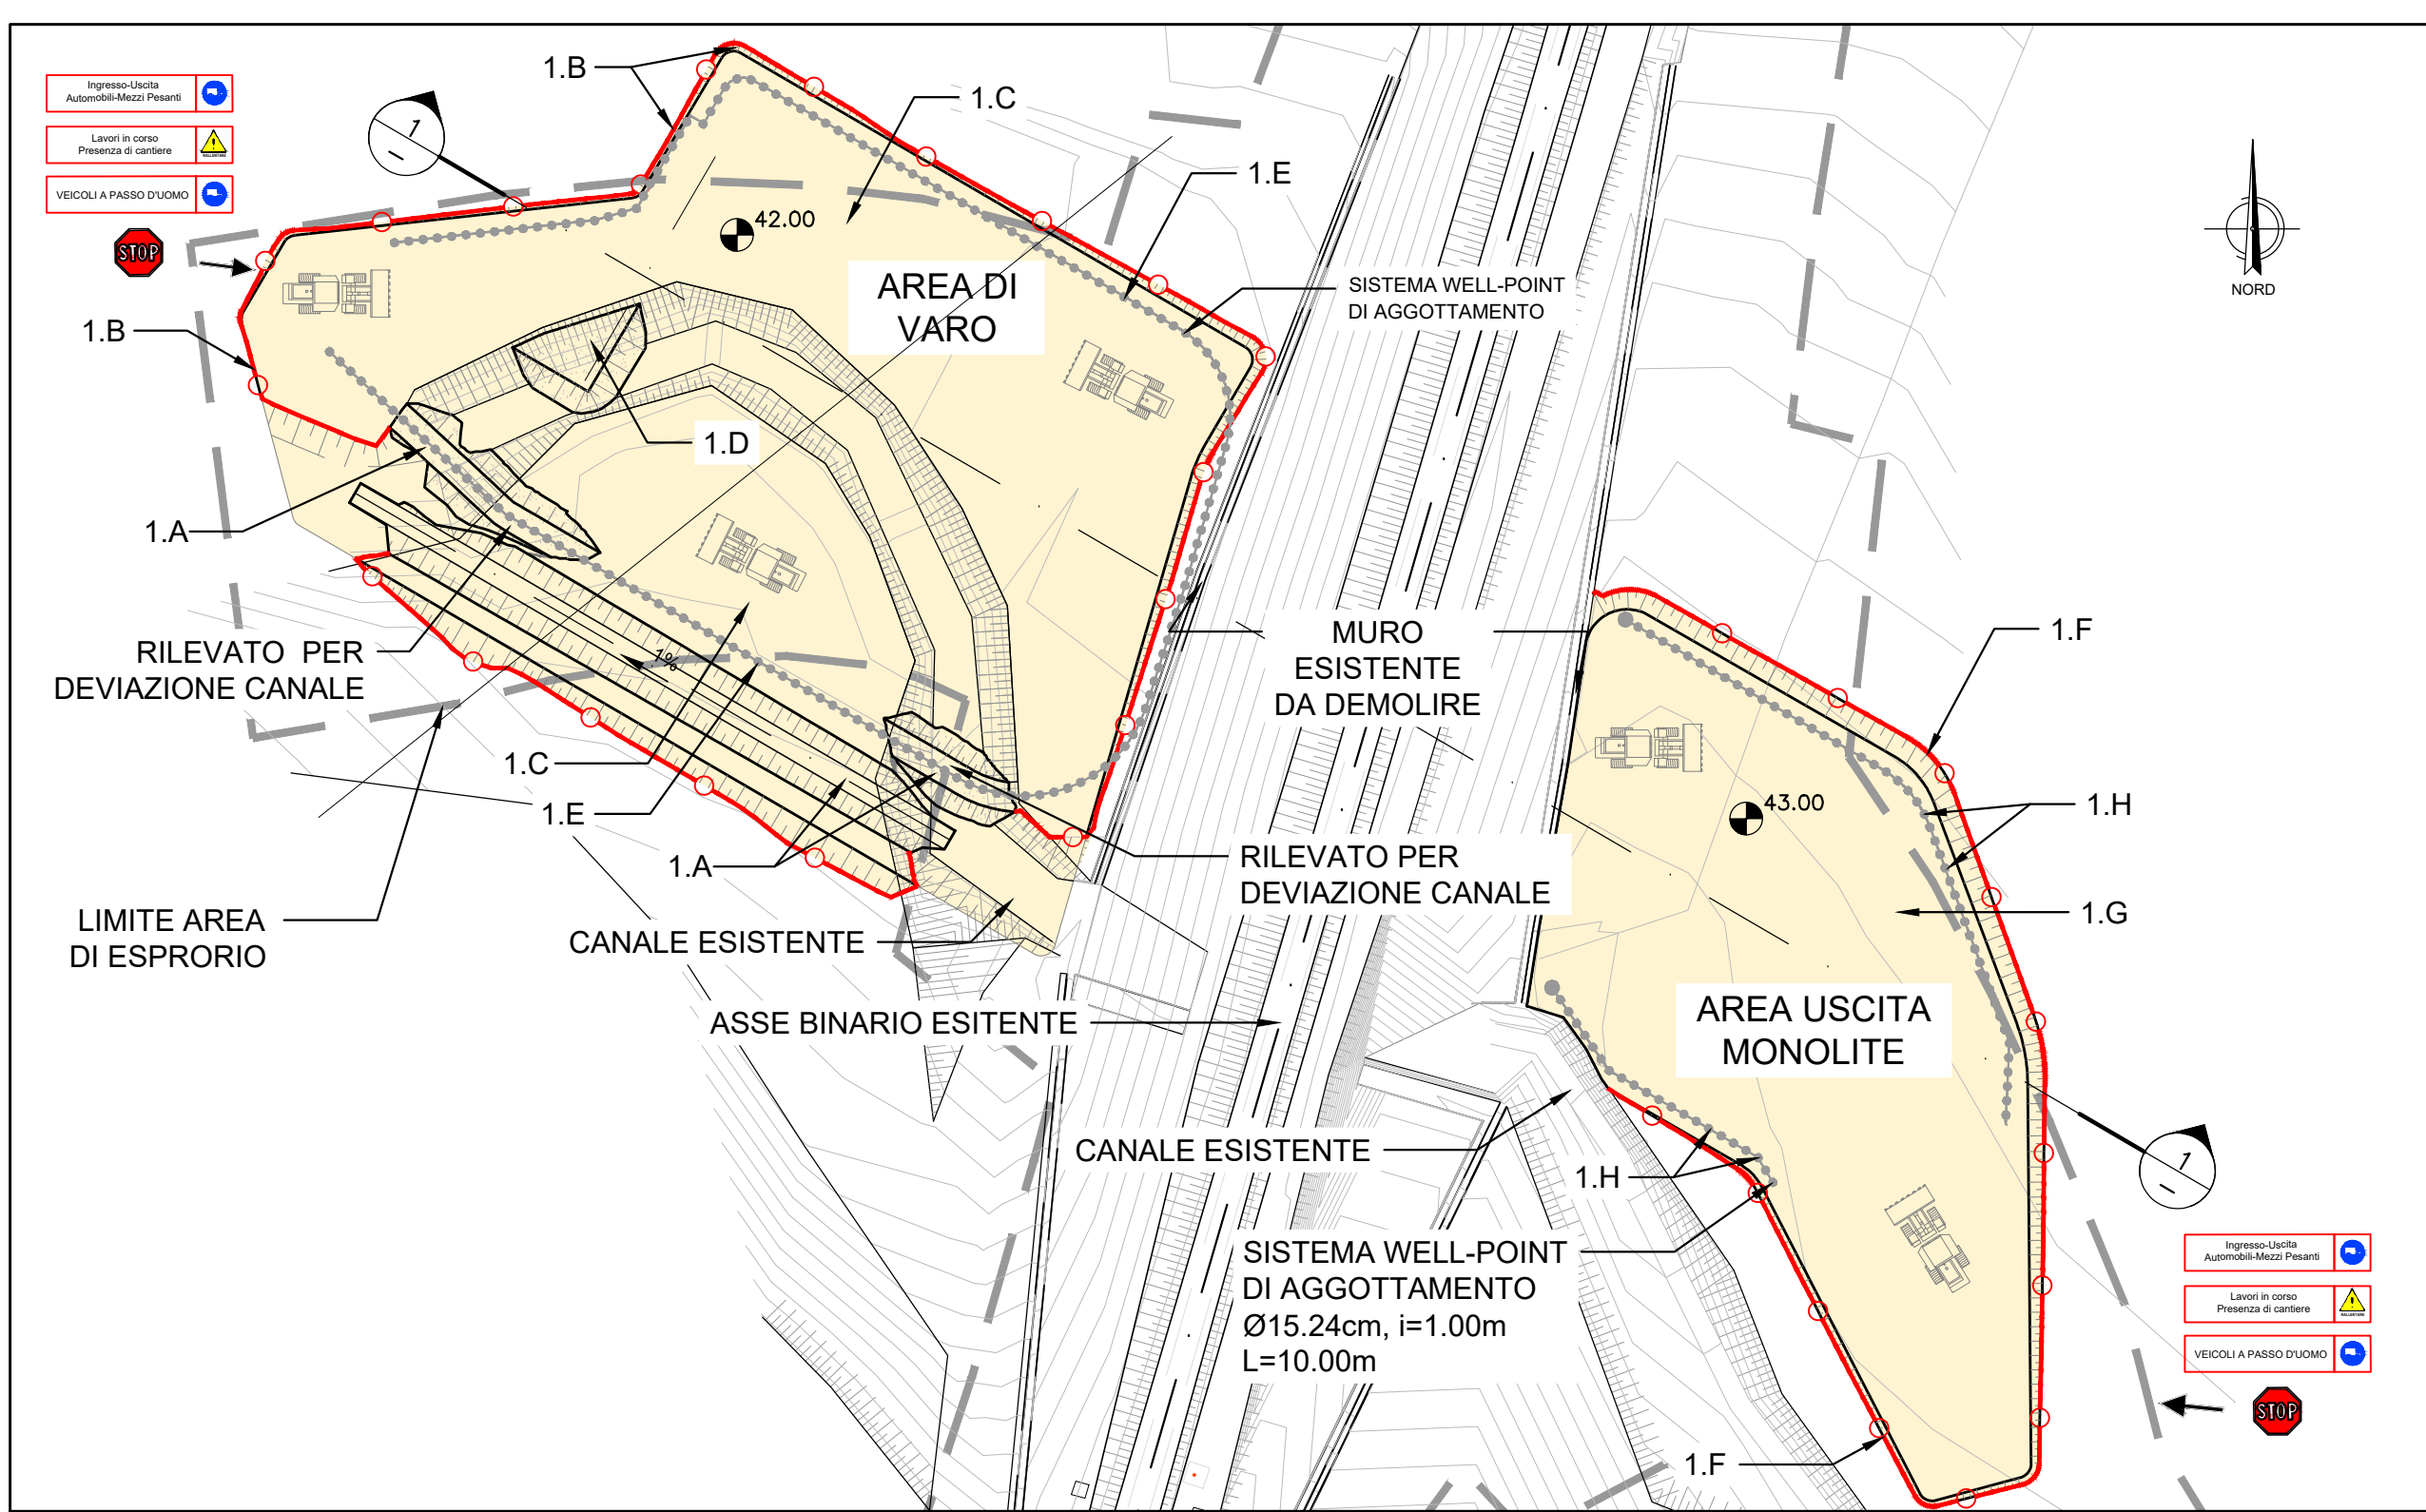 Ingresso-Uscita
Automobili-Mezzi Pesanti
Lavori in corso
Presenza di cantiere
RALLENTARE
VEICOLI A PASSO D'UOMO
STOP
1
1.B
1.C
1.E
42.00
AREA DI
VARO
SISTEMA WELL-POINT
DI AGGOTTAMENTO
NORD
1.B
1.D
1.A
RILEVATO PER
DEVIAZIONE CANALE
1%
MURO
ESISTENTE
DA DEMOLIRE
1.F
1.C
1.E
1.A
43.00
1.H
RILEVATO PER
DEVIAZIONE CANALE
1.G
LIMITE AREA
DI ESPRORIO
CANALE ESISTENTE
ASSE BINARIO ESITENTE
AREA USCITA
MONOLITE
CANALE ESISTENTE
1.H
1
SISTEMA WELL-POINT
DI AGGOTTAMENTO
Ø15.24cm, i=1.00m
L=10.00m
1.F
Ingresso-Uscita
Automobili-Mezzi Pesanti
Lavori in corso
Presenza di cantiere
RALLENTARE
VEICOLI A PASSO D'UOMO
STOP